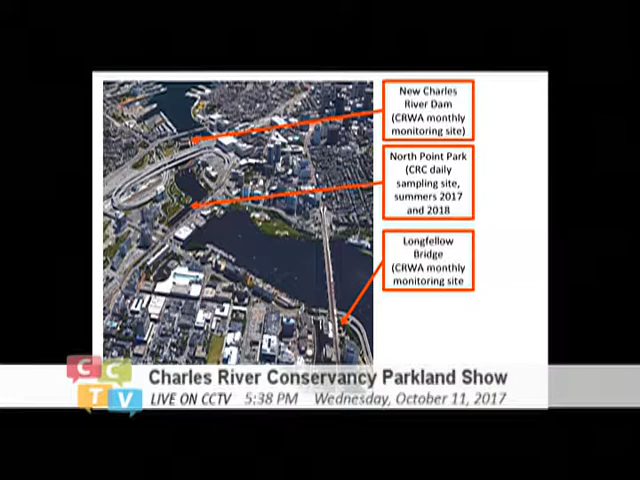 New Charles
River Dam
(CRWA monthly
monitoring site)
North Point Park
(CRC daily
sampling site,
summers 2017
and 2018
Longfellow
Bridge
(CRWA monthly
monitoring site
CCTV
Charles River Conservancy Parkland Show
LIVE ON CCTV 5:38 PM Wednesday, October 11, 2017